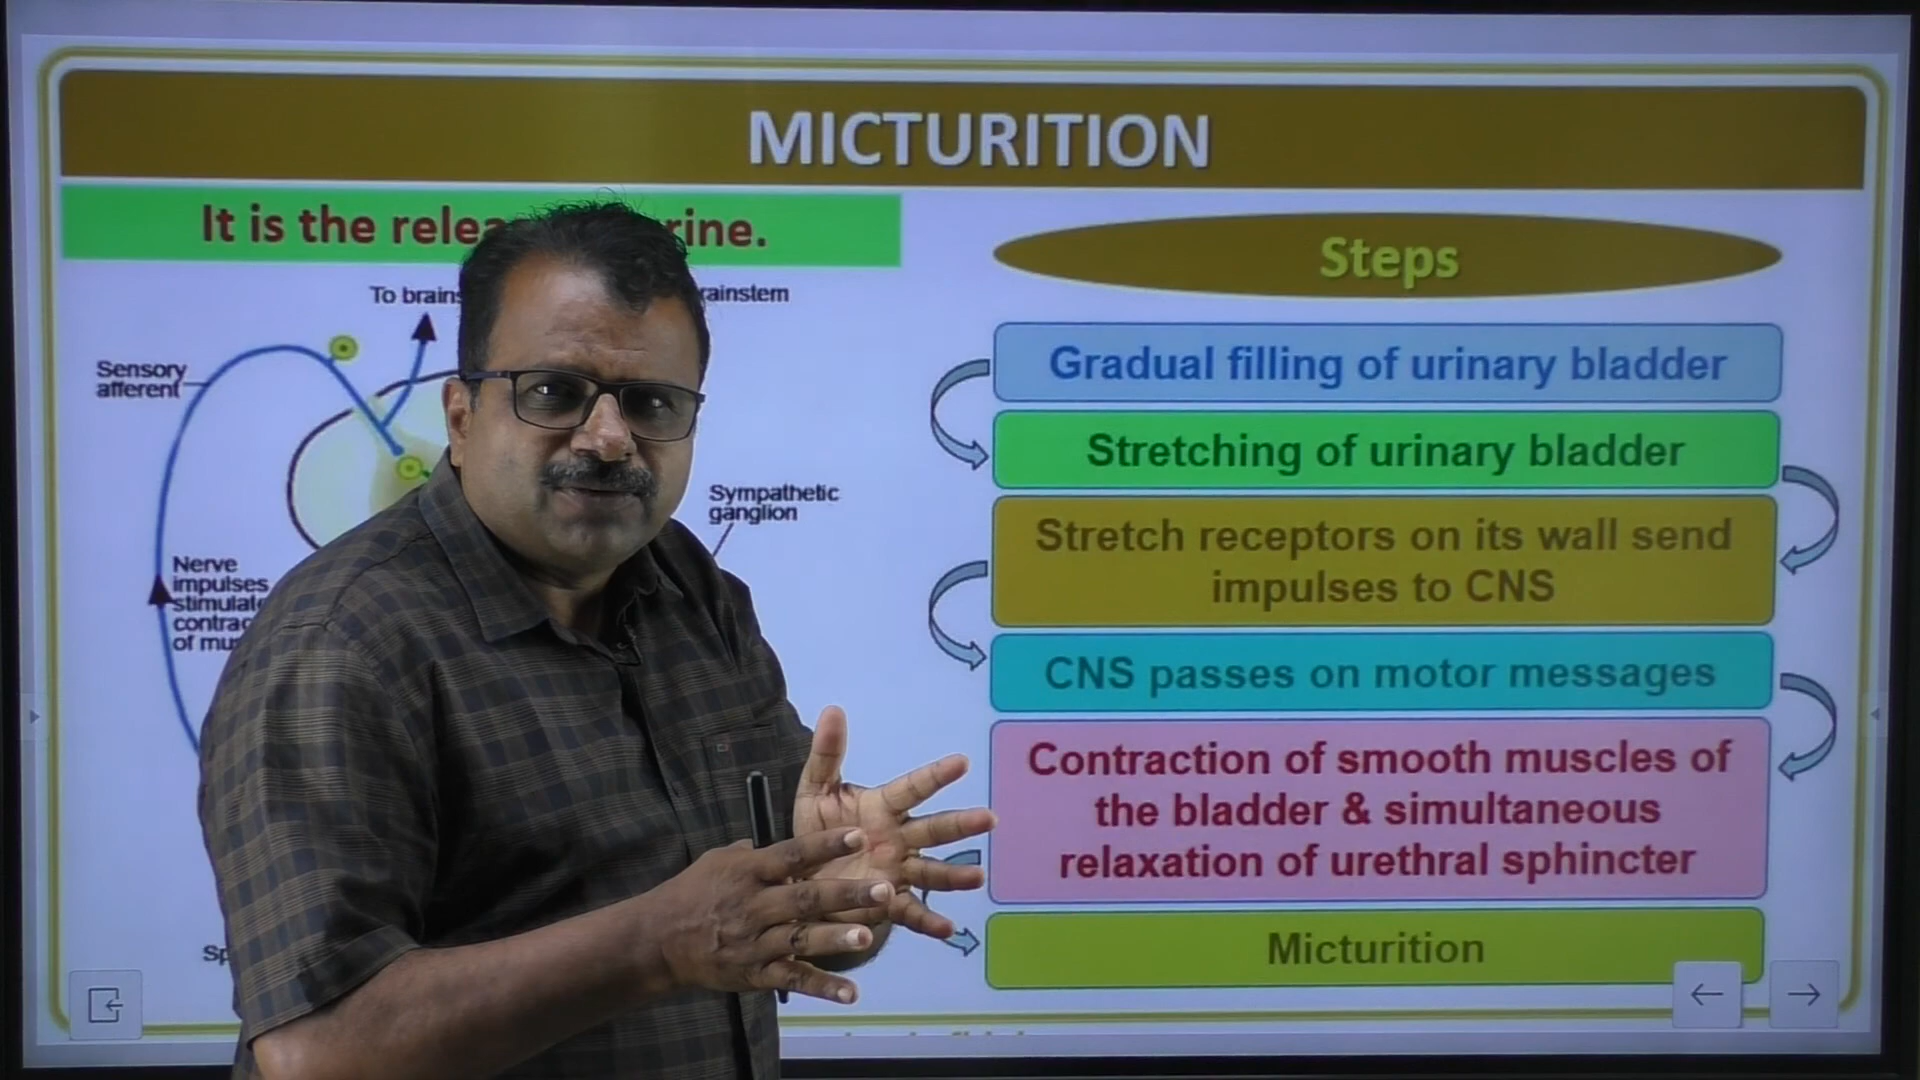 MICTURITION
It is the relea rine.
To brains rainstem
Sensory
afferent
Sympathetic
ganglion
Nerve
impulses
stimulate
contrac
of mus
Sp
Steps
Gradual filling of urinary bladder
Stretching of urinary bladder
Stretch receptors on its wall send
impulses to CNS
CNS passes on motor messages
Contraction of smooth muscles of
the bladder & simultaneous
relaxation of urethral sphincter
Micturition